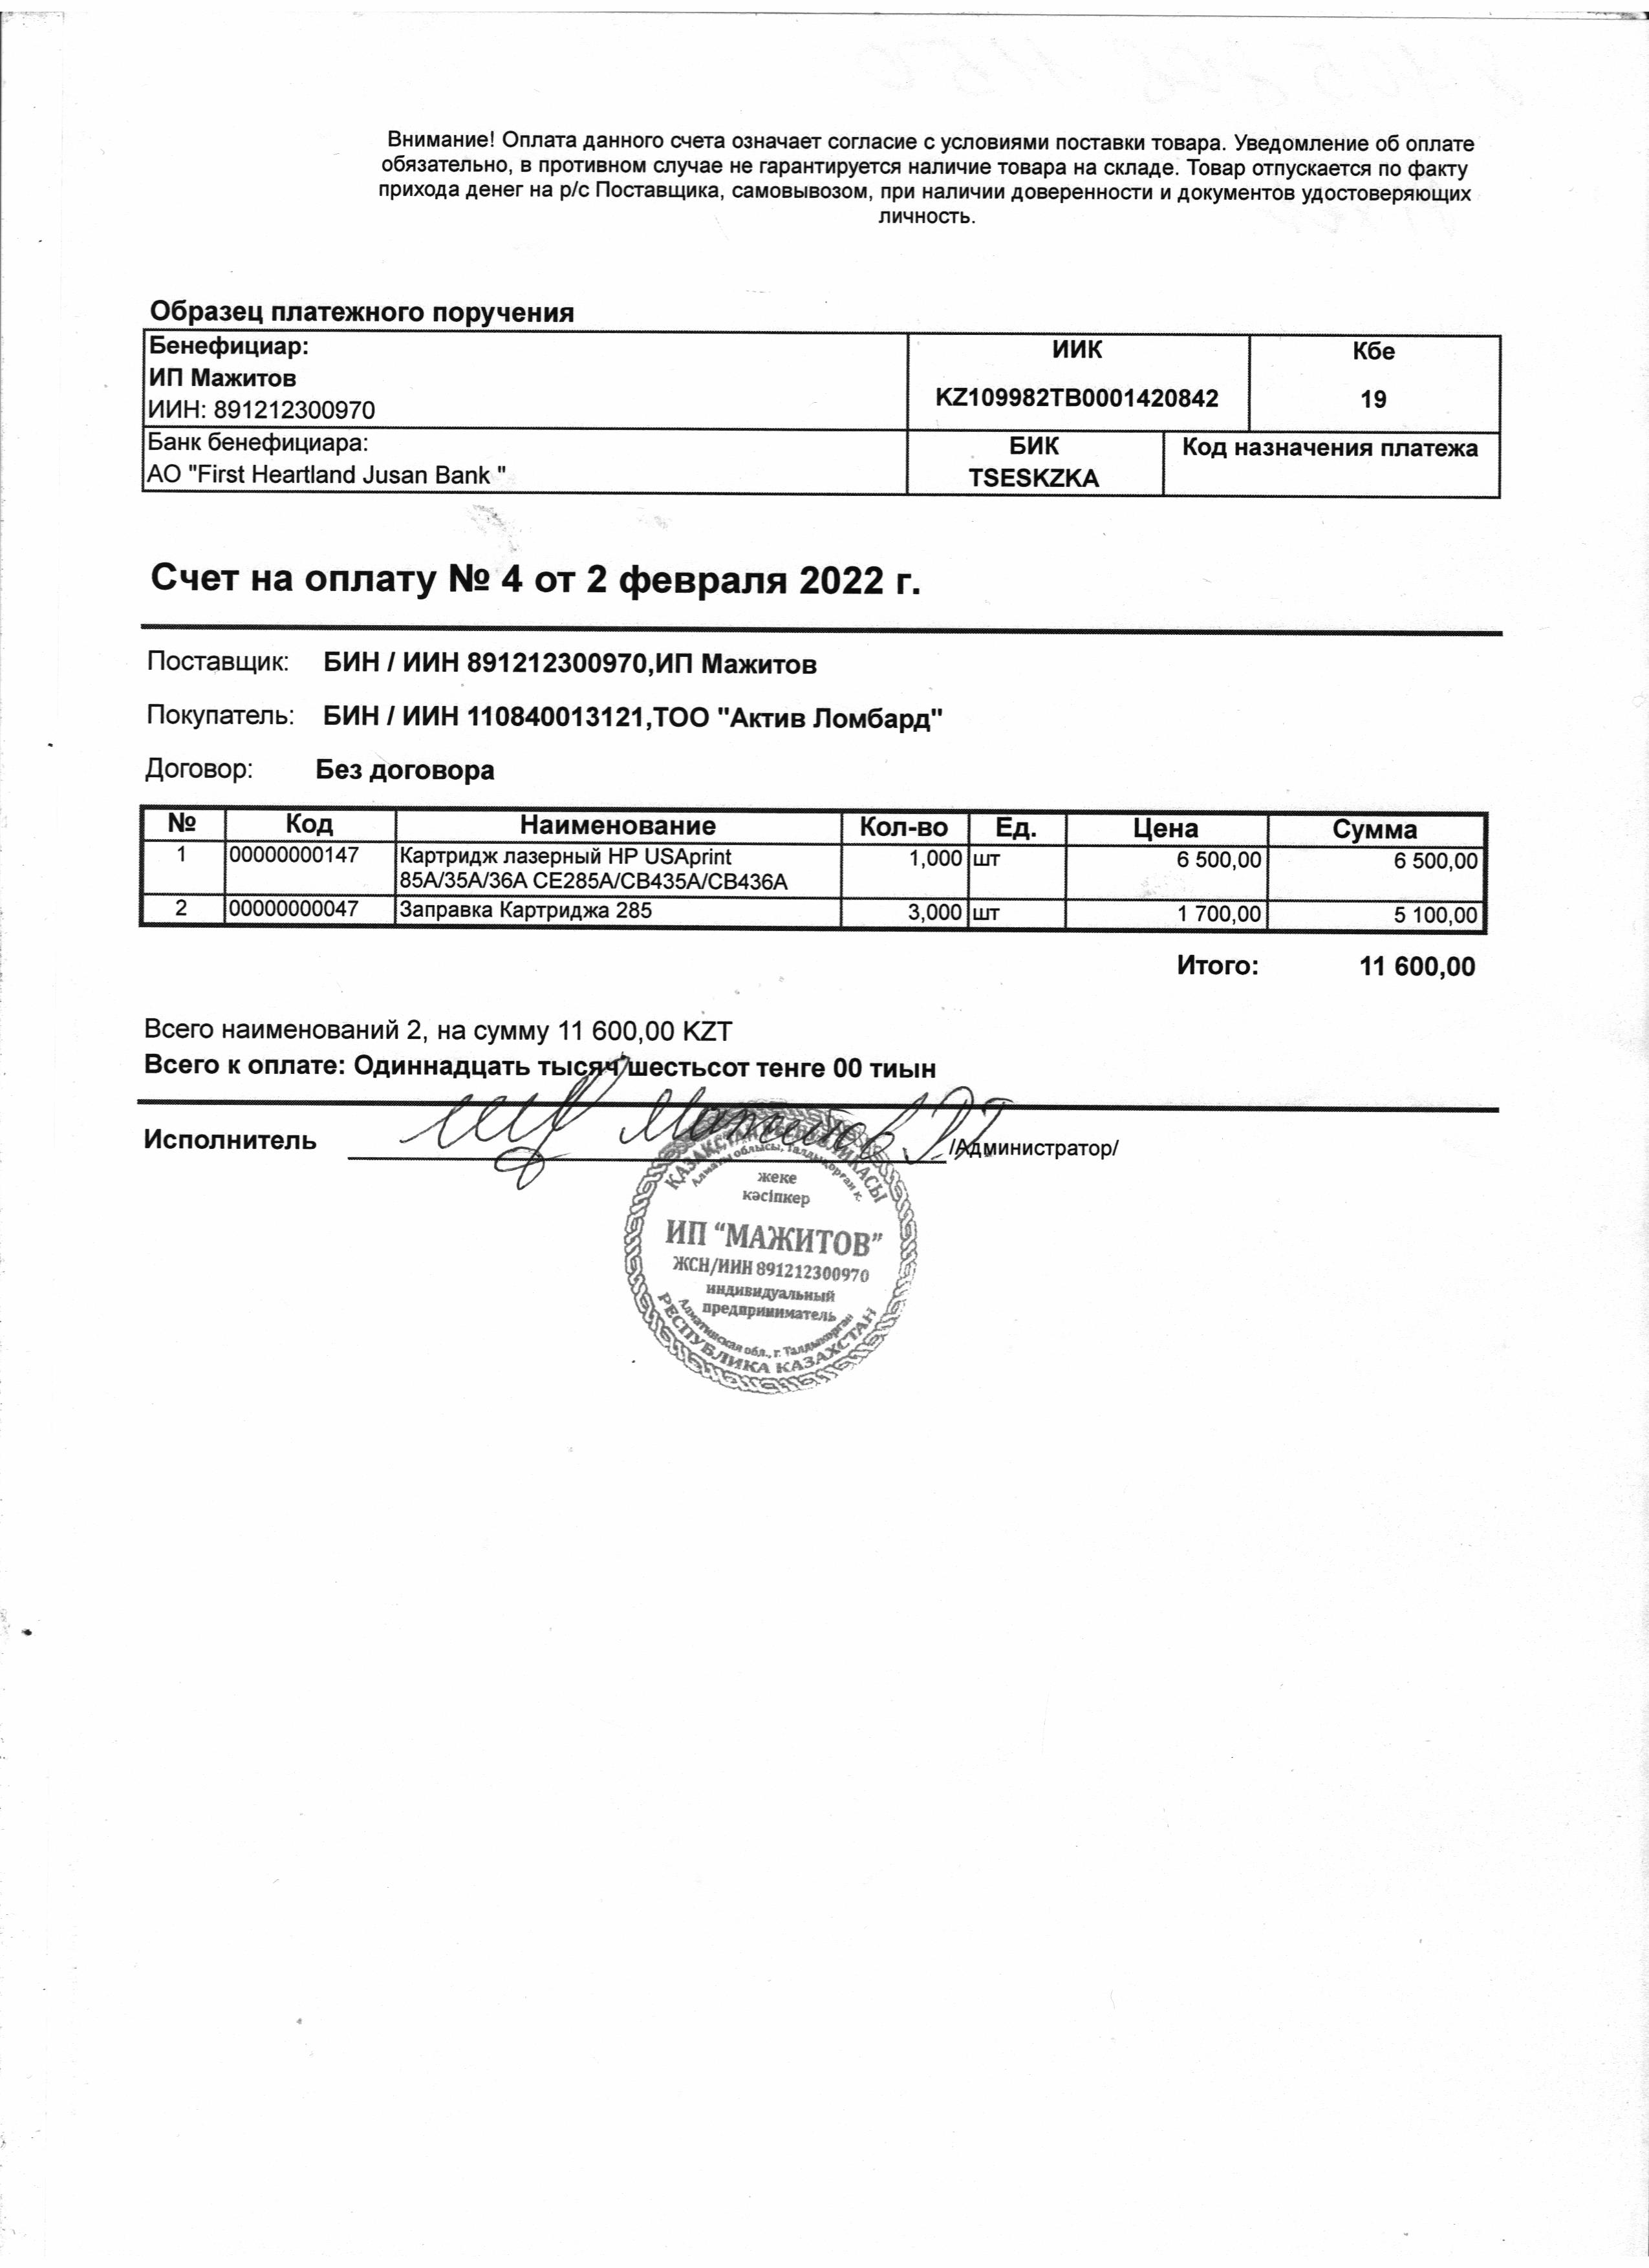 Внимание! Оплата данного счета означает согласие с условиями поставки товара. Уведомление об оплате
обязательно, в противном случае не гарантируется наличие товара на складе. Товар отпускается по факту
прихода денег на р/с Поставщика, самовывозом, при наличии доверенности и документов удостоверяющих
личность.
Образец платежного поручения
Бенефициар: ИИК Кбе
ИП Мажитов
ИИН: 891212300970 KZ109982TB0001420842 19
Банк бенефициара: БИК Код назначения платежа
АО "First Heartland Jusan Bank " TSESKZKA
Счет на оплату № 4 от 2 февраля 2022 г.
Поставщик: БИН / ИИН 891212300970,ИП Мажитов
Покупатель: БИН / ИИН 110840013121,ТОО "Актив Ломбард"
Договор: Без договора
№ Код Наименование Кол-во Ед. Цена Сумма
1 00000000147 Картридж лазерный HP USAprint 1,000 шт 6 500,00 6 500,00
85A/35A/36A CE285A/CB435A/CB436A
2 00000000047 Заправка Картриджа 285 3,000 шт 1 700,00 5 100,00
Итого: 11 600,00
Всего наименований 2, на сумму 11 600,00 KZT
Всего к оплате: Одиннадцать тысяч шестьсот тенге 00 тиын
Исполнитель /Администратор/
ҚАЗАҚСТАН РЕСПУБЛИКАСЫ
Алматы облысы, Талдықорған қ.
жеке
кәсіпкер
ИП “МАЖИТОВ”
ЖСН/ИИН 891212300970
индивидуальный
предприниматель
Алматинская обл., г. Талдыкорган
РЕСПУБЛИКА КАЗАХСТАН